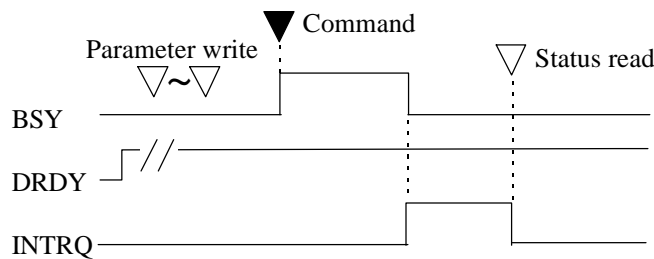 Command
Parameter write
~
Status read
BSY
DRDY
INTRQ